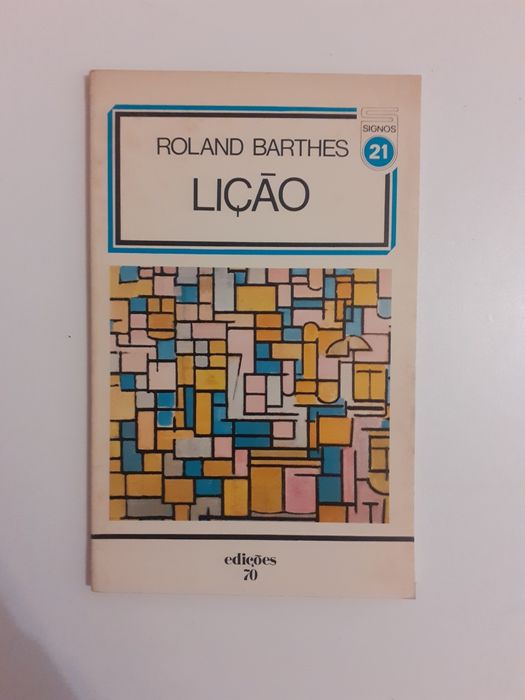 SIGNOS
21
ROLAND BARTHES
LIÇÃO
edições
70